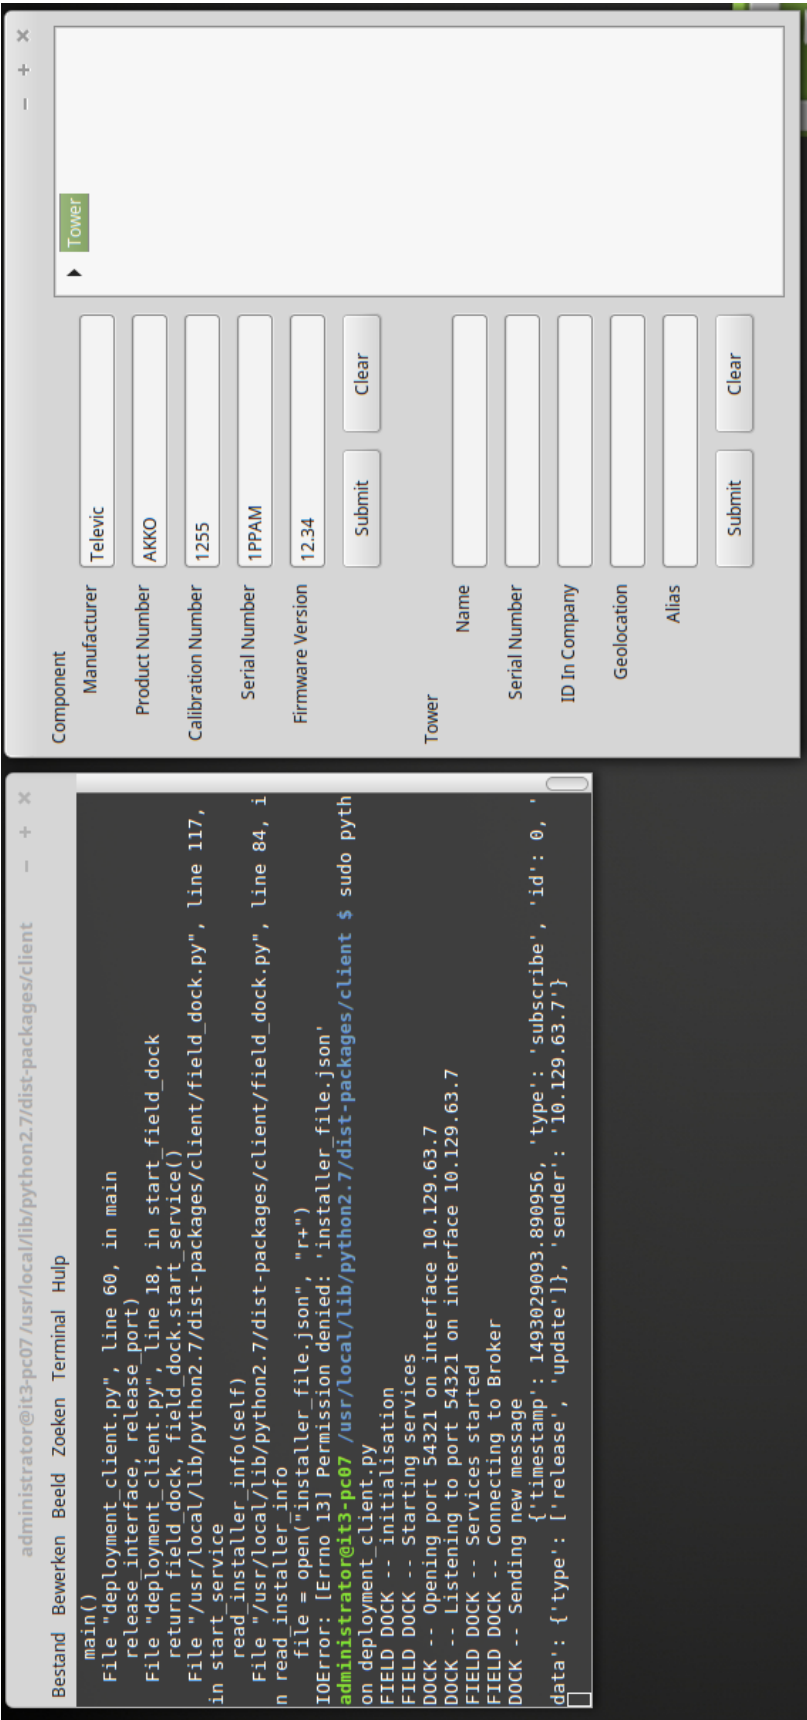 administrator@it3-pc07 /usr/local/lib/python2.7/dist-packages/client
Bestand Bewerken Beeld Zoeken Terminal Hulp
main()
File "deployment_client.py", line 60, in main
release_interface, release_port)
File "deployment_client.py", line 18, in start_field_dock
return field_dock, field_dock.start_service()
File "/usr/local/lib/python2.7/dist-packages/client/field_dock.py", line 117,
in start_service
read_installer_info(self)
File "/usr/local/lib/python2.7/dist-packages/client/field_dock.py", line 84, i
n read_installer_info
file = open("installer_file.json", "r+")
IOError: [Errno 13] Permission denied: 'installer_file.json'
administrator@it3-pc07 /usr/local/lib/python2.7/dist-packages/client $ sudo pyth
on deployment_client.py
FIELD DOCK -- initialisation
FIELD DOCK -- Starting services
DOCK -- Opening port 54321 on interface 10.129.63.7
DOCK -- Listening to port 54321 on interface 10.129.63.7
FIELD DOCK -- Services started
FIELD DOCK -- Connecting to Broker
DOCK -- Sending new message
{'timestamp': 1493029093.890956, 'type': 'subscribe', 'id': 0, '
data': {'type': ['release', 'update']}, 'sender': '10.129.63.7'}
Component
Manufacturer Televic
Product Number AKKO
Calibration Number 1255
Serial Number 1PPAM
Firmware Version 12.34
Submit Clear
Tower
Name
Serial Number
ID In Company
Geolocation
Alias
Submit Clear
Tower